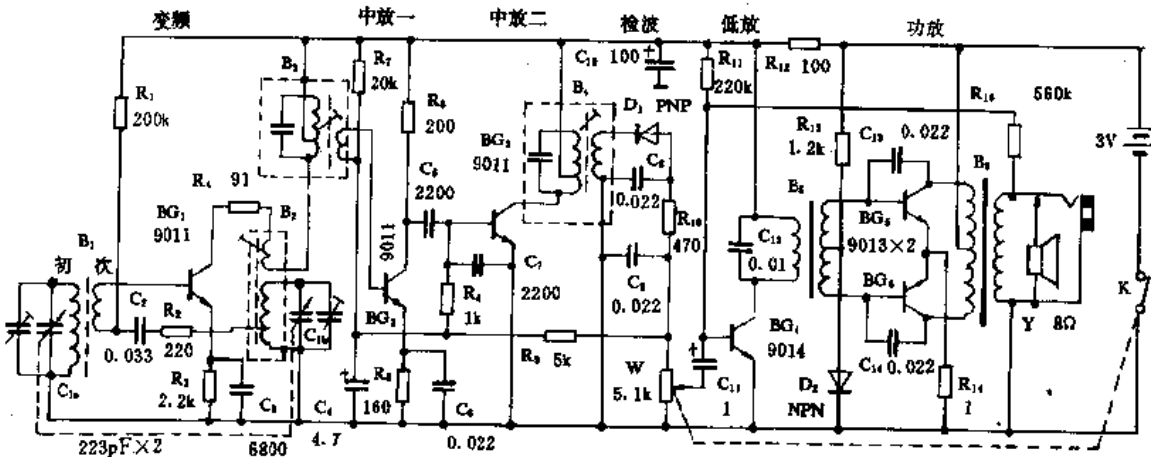 变频
中放一
中放二
检波
低放
功放
B₃
R₇
20k
C₁₀
100
R₁₁
220k
R₁₂
100
R₁
200k
R₆
200
B₄
D₁
PNP
R₁₆
560k
R₁₃
1.2k
C₁₃
0.022
3V
R₄
91
BG₃
9011
C₅
2200
C₈
0.022
BG₁
9011
B₂
B₁
初
次
9011
BG₂
R₁₀
470
C₁₂
0.01
B₅
BG₅
9013×2
BG₆
B₆
C₇
2200
C₂
0.033
R₂
220
C₁ᵦ
1k
C₉
0.022
R₉
5k
BG₄
9014
C₁₄
0.022
Y
8Ω
K
C₁ₐ
R₃
2.2k
C₃
6800
C₄
4.7
R₈
160
C₆
0.022
W
5.1k
C₁₁
1
D₂
NPN
R₁₄
1
223pF×2